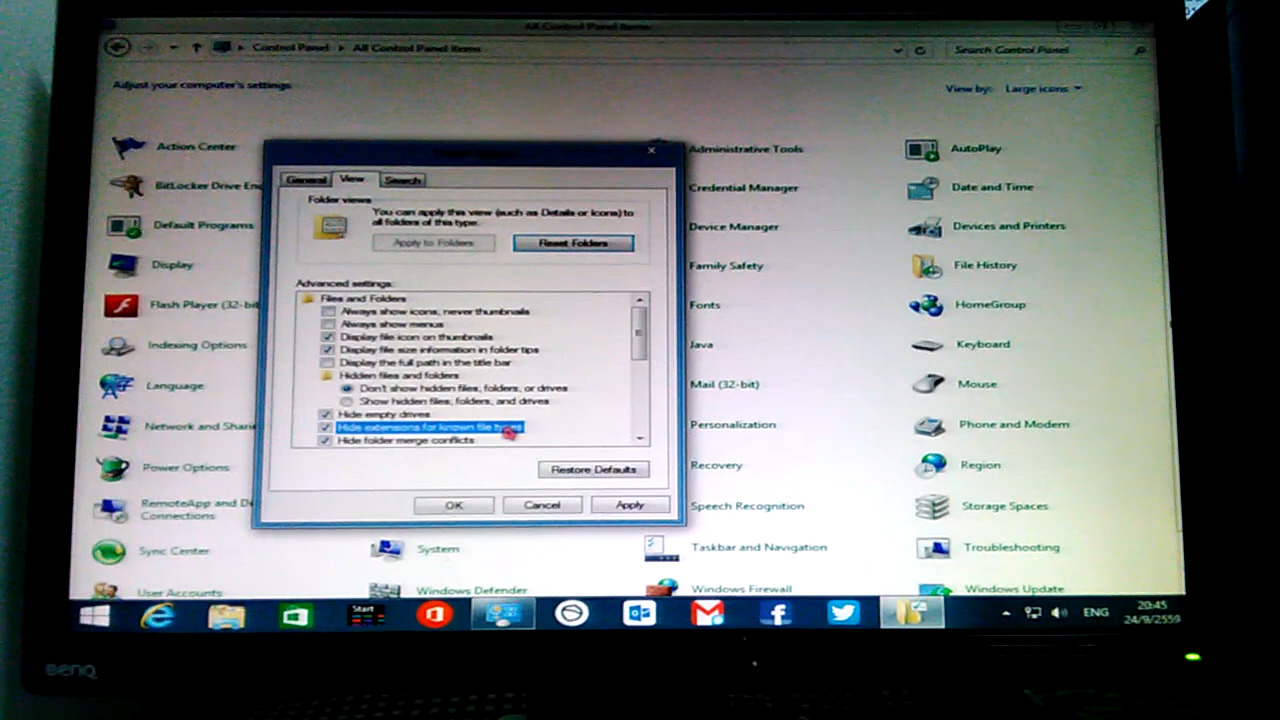 All Control Panel Items
Control Panel
All Control Panel Items
Search Control Panel
Adjust your computer's settings
View by: Large icons
Action Center
Administrative Tools
AutoPlay
BitLocker Drive En
Credential Manager
Date and Time
Default Programs
Device Manager
Devices and Printers
Display
Family Safety
File History
Flash Player (32-bit
Fonts
HomeGroup
Indexing Options
Java
Keyboard
Language
Mail (32-bit)
Mouse
Network and Sharin
Personalization
Phone and Modem
Power Options
Recovery
Region
RemoteApp and De
Connections
Speech Recognition
Storage Spaces
Sync Center
System
Taskbar and Navigation
Troubleshooting
User Accounts
Windows Defender
Windows Firewall
Windows Update
General
View
Search
Folder views
You can apply this view (such as Details or Icons) to
all folders of this type.
Apply to Folders
Reset Folders
Advanced settings:
Files and Folders
Always show icons, never thumbnails
Always show menus
Display file icon on thumbnails
Display file size information in folder tips
Display the full path in the title bar
Hidden files and folders
Don't show hidden files, folders, or drives
Show hidden files, folders, and drives
Hide empty drives
Hide extensions for known file types
Hide folder merge conflicts
Restore Defaults
OK
Cancel
Apply
Start
ENG
20:45
24/9/2559
BenQ